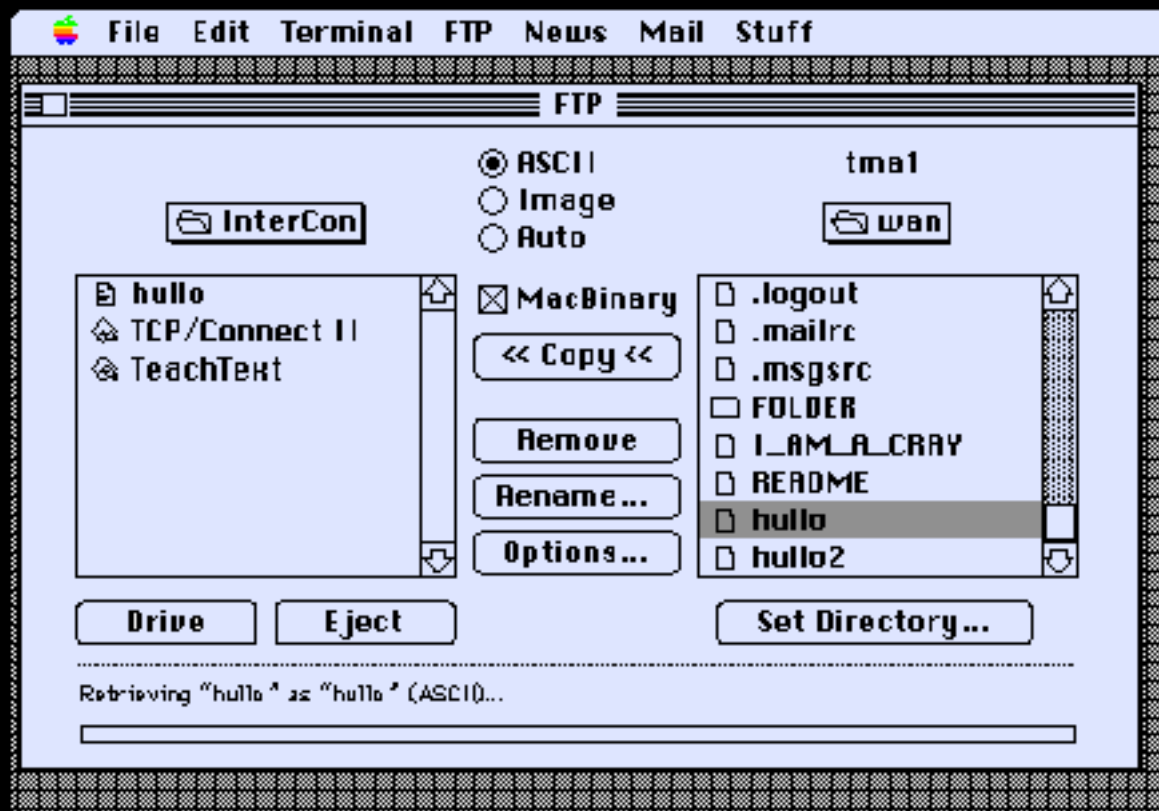 File Edit Terminal FTP News Mail Stuff
FTP
ASCII
Image
Auto
tma1
InterCon
wan
hullo
TCP/Connect II
TeachText
MacBinary
<< Copy <<
Remove
Rename...
Options...
.logout
.mailrc
.msgsrc
FOLDER
I_AM_A_CRAY
README
hullo
hullo2
Drive
Eject
Set Directory...
Retrieving "hullo" as "hullo" (ASCII)...